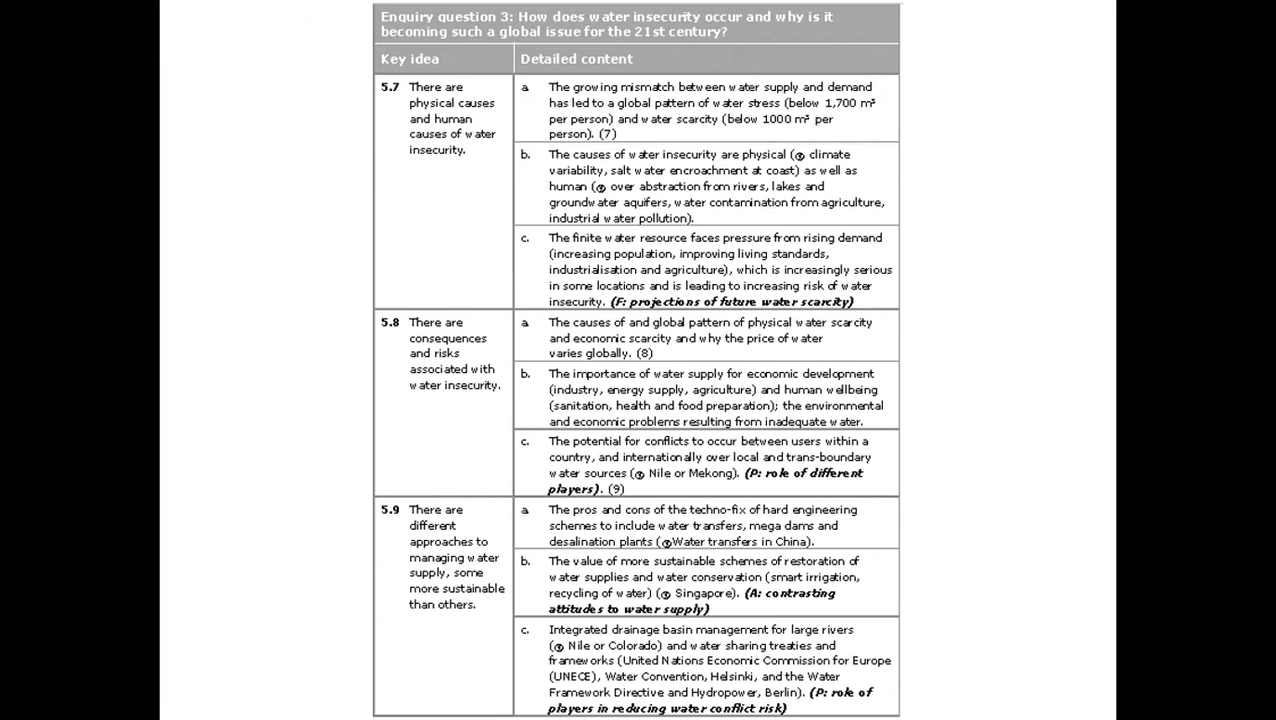 Enquiry question 3: How does water insecurity occur and why is it
becoming such a global issue for the 21st century?
Key idea
Detailed content
5.7 There are
physical causes
and human
causes of water
insecurity.
a. The growing mismatch between water supply and demand
has led to a global pattern of water stress (below 1,700 m³
per person) and water scarcity (below 1000 m³ per
person). (7)
b. The causes of water insecurity are physical (climate
variability, salt water encroachment at coast) as well as
human (over abstraction from rivers, lakes and
groundwater aquifers, water contamination from agriculture,
industrial water pollution).
c. The finite water resource faces pressure from rising demand
(increasing population, improving living standards,
industrialisation and agriculture), which is increasingly serious
in some locations and is leading to increasing risk of water
insecurity. (F: projections of future water scarcity)
5.8 There are
consequences
and risks
associated with
water insecurity.
a. The causes of and global pattern of physical water scarcity
and economic scarcity and why the price of water
varies globally. (8)
b. The importance of water supply for economic development
(industry, energy supply, agriculture) and human wellbeing
(sanitation, health and food preparation); the environmental
and economic problems resulting from inadequate water.
c. The potential for conflicts to occur between users within a
country, and internationally over local and trans-boundary
water sources (Nile or Mekong). (P: role of different
players). (9)
5.9 There are
different
approaches to
managing water
supply, some
more sustainable
than others.
a. The pros and cons of the techno-fix of hard engineering
schemes to include water transfers, mega dams and
desalination plants (Water transfers in China).
b. The value of more sustainable schemes of restoration of
water supplies and water conservation (smart irrigation,
recycling of water) (Singapore). (A: contrasting
attitudes to water supply)
c. Integrated drainage basin management for large rivers
(Nile or Colorado) and water sharing treaties and
frameworks (United Nations Economic Commission for Europe
(UNECE), Water Convention, Helsinki, and the Water
Framework Directive and Hydropower, Berlin). (P: role of
players in reducing water conflict risk)